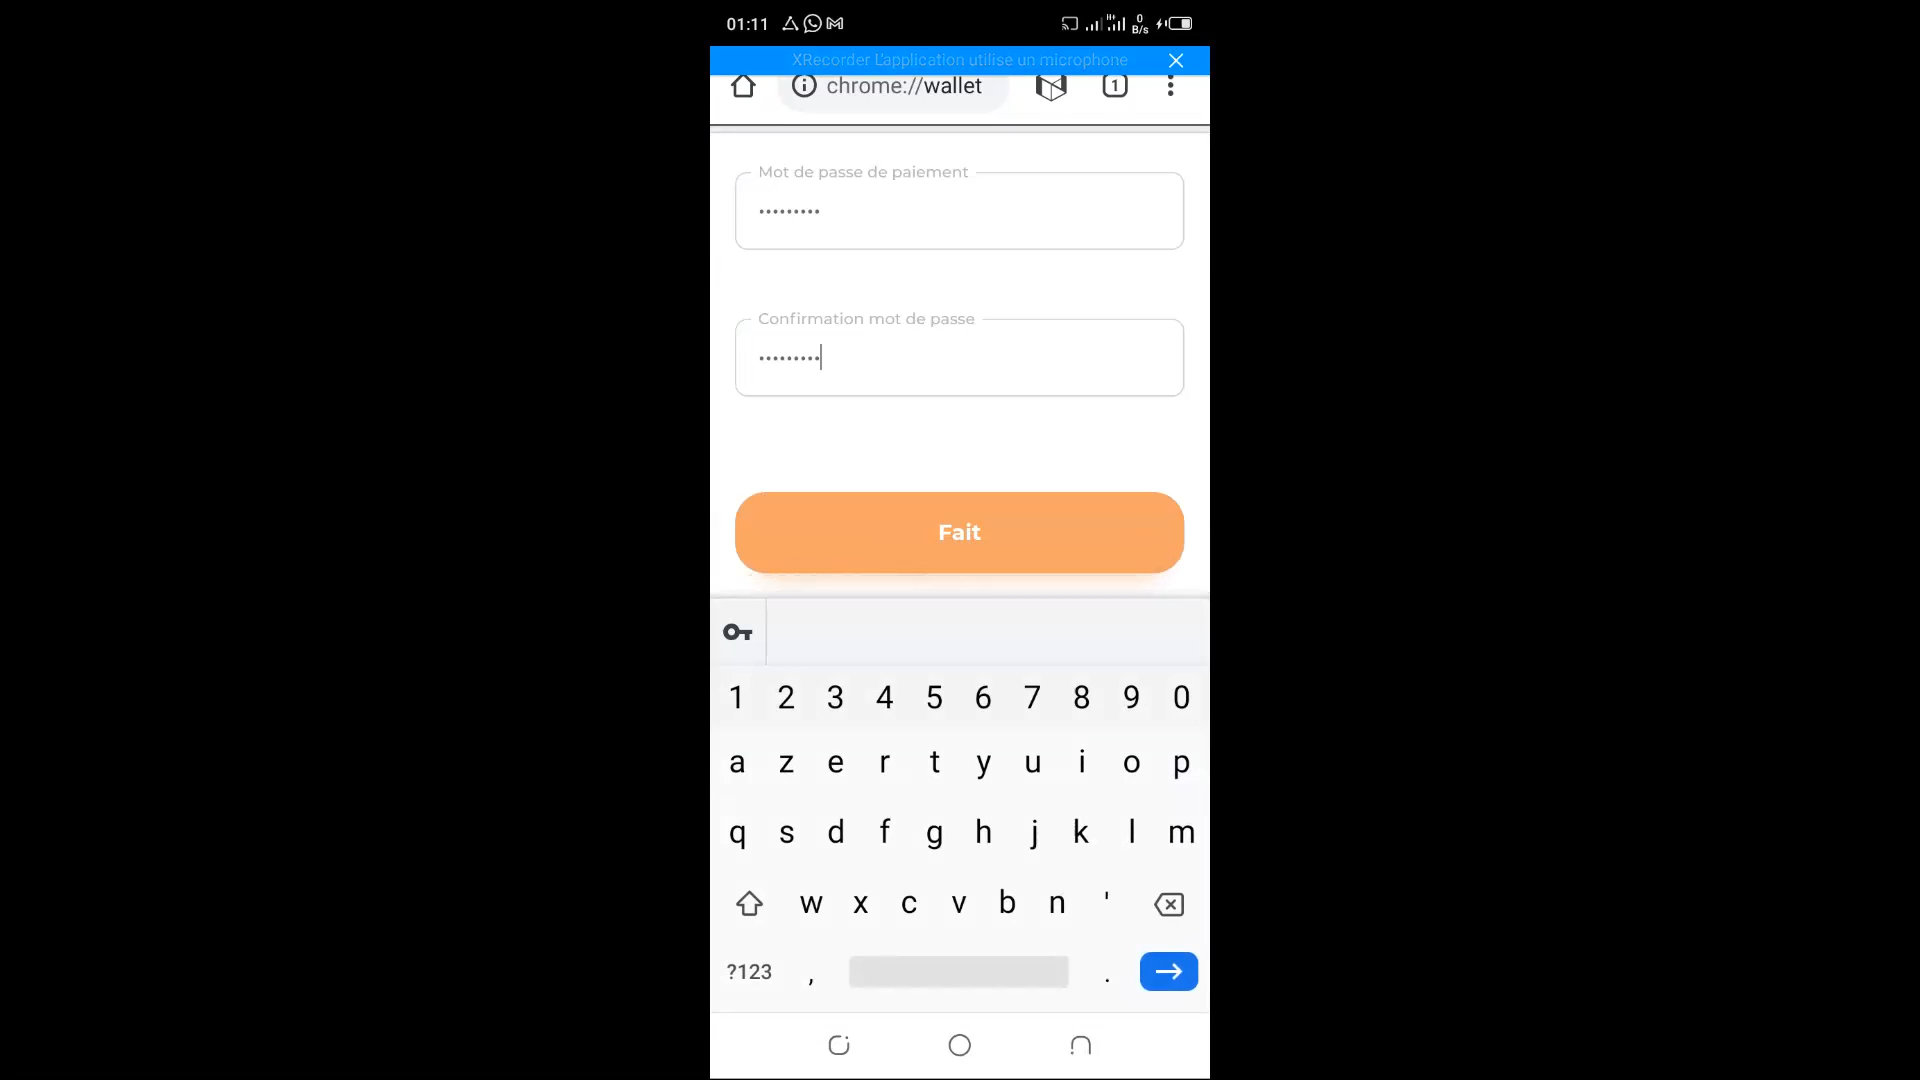 01:11
0
B/s
XRecorder L'application utilise un microphone
chrome://wallet
1
Mot de passe de paiement
•••••••••
Confirmation mot de passe
•••••••••
Fait
1 2 3 4 5 6 7 8 9 0
a z e r t y u i o p
q s d f g h j k l m
w x c v b n '
?123 , .